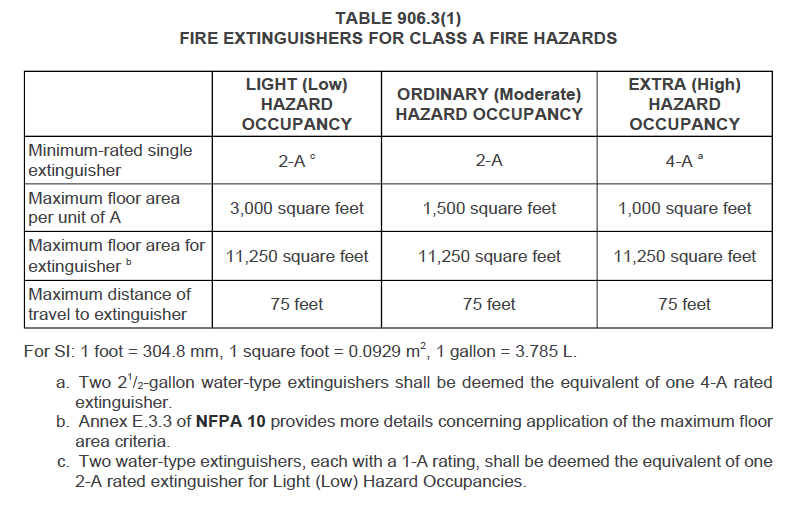 TABLE 906.3(1)
FIRE EXTINGUISHERS FOR CLASS A FIRE HAZARDS
LIGHT (Low) HAZARD OCCUPANCY
ORDINARY (Moderate) HAZARD OCCUPANCY
EXTRA (High) HAZARD OCCUPANCY
Minimum-rated single extinguisher 2-A ᶜ 2-A 4-A ᵃ
Maximum floor area per unit of A 3,000 square feet 1,500 square feet 1,000 square feet
Maximum floor area for extinguisher ᵇ 11,250 square feet 11,250 square feet 11,250 square feet
Maximum distance of travel to extinguisher 75 feet 75 feet 75 feet
For SI: 1 foot = 304.8 mm, 1 square foot = 0.0929 m², 1 gallon = 3.785 L.
a. Two 2¹/₂-gallon water-type extinguishers shall be deemed the equivalent of one 4-A rated
extinguisher.
b. Annex E.3.3 of NFPA 10 provides more details concerning application of the maximum floor
area criteria.
c. Two water-type extinguishers, each with a 1-A rating, shall be deemed the equivalent of one
2-A rated extinguisher for Light (Low) Hazard Occupancies.